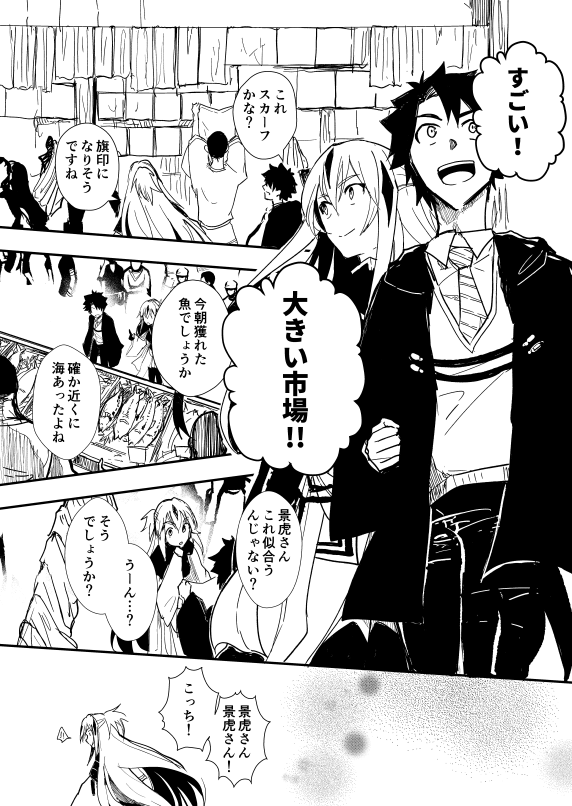 すごい！
大きい市場!!
これ
スカーフ
かな？
旗印に
なりそう
ですね
今朝獲れた
魚でしょうか
確か近くに
海あったよね
景虎さん
これ似合う
んじゃない？
うーん…？
そう
でしょうか？
景虎さん
景虎さん！
こっち！